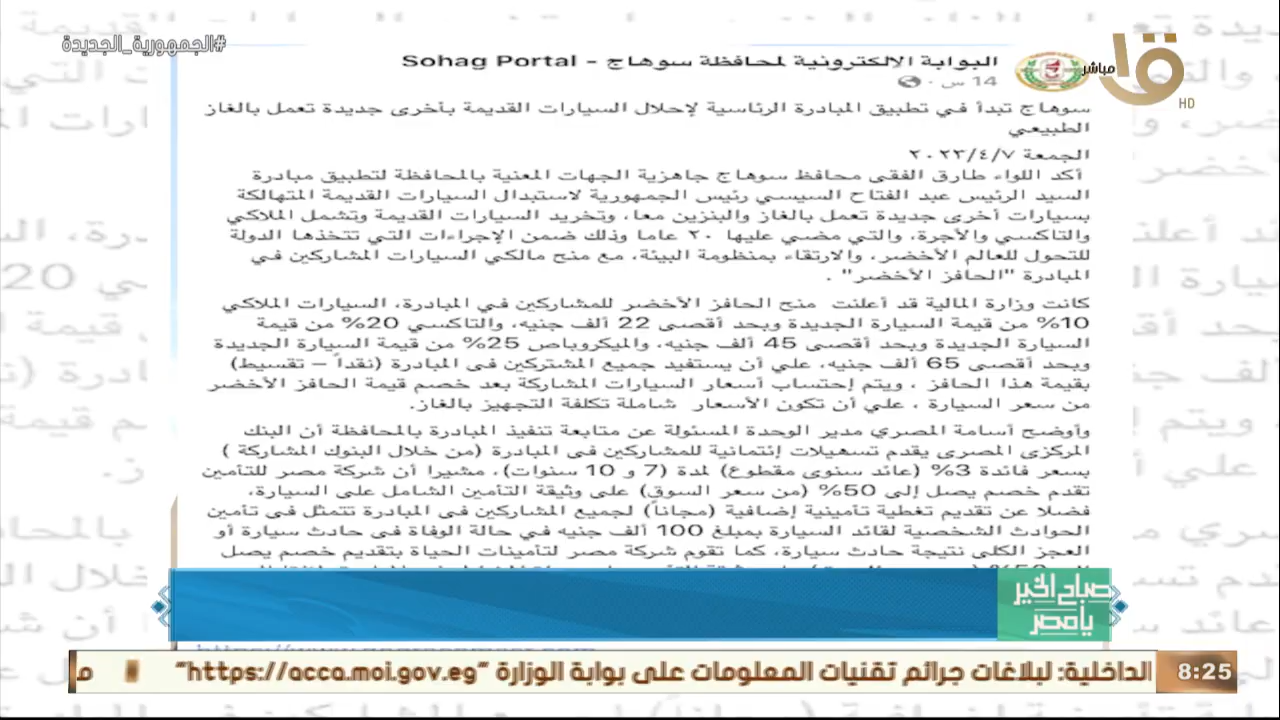 #الجمهورية_الجديدة
مباشر
HD
البوابة الالكترونية لمحافظة سوهاج - Sohag Portal
14 س ·
سوهاج تبدأ في تطبيق المبادرة الرئاسية لإحلال السيارات القديمة بأخرى جديدة تعمل بالغاز
الطبيعي
الجمعة ٢٠٢٣/٤/٧
أكد اللواء طارق الفقى محافظ سوهاج جاهزية الجهات المعنية بالمحافظة لتطبيق مبادرة
السيد الرئيس عبد الفتاح السيسي رئيس الجمهورية لاستبدال السيارات القديمة المتهالكة
بسيارات أخرى جديدة تعمل بالغاز والبنزين معا، وتخريد السيارات القديمة وتشمل الملاكي
والتاكسي والأجرة، والتي مضي عليها ٢٠ عاما وذلك ضمن الإجراءات التي تتخذها الدولة
للتحول للعالم الأخضر، والارتقاء بمنظومة البيئة، مع منح مالكي السيارات المشاركين في
المبادرة "الحافز الأخضر" .
كانت وزارة المالية قد أعلنت منح الحافز الأخضر للمشاركين في المبادرة، السيارات الملاكي
10% من قيمة السيارة الجديدة وبحد أقصى 22 ألف جنيه، والتاكسي 20% من قيمة
السيارة الجديدة وبحد أقصى 45 ألف جنيه، والميكروباص 25% من قيمة السيارة الجديدة
وبحد أقصى 65 ألف جنيه، علي أن يستفيد جميع المشتركين فى المبادرة (نقداً – تقسيط)
بقيمة هذا الحافز ، ويتم إحتساب أسعار السيارات المشاركة بعد خصم قيمة الحافز الأخضر
من سعر السيارة ، علي أن تكون الأسعار شاملة تكلفة التجهيز بالغاز.
وأوضح أسامة المصري مدير الوحدة المسئولة عن متابعة تنفيذ المبادرة بالمحافظة أن البنك
المركزى المصرى يقدم تسهيلات إئتمانية للمشاركين فى المبادرة (من خلال البنوك المشاركة )
بسعر فائدة 3% (عائد سنوى مقطوع) لمدة (7 و 10 سنوات)، مشيرا أن شركة مصر للتأمين
تقدم خصم يصل إلى 50% (من سعر السوق) على وثيقة التأمين الشامل على السيارة،
فضلا عن تقديم تغطية تأمينية إضافية (مجاناً) لجميع المشاركين فى المبادرة تتمثل فى تأمين
الحوادث الشخصية لقائد السيارة بمبلغ 100 ألف جنيه في حالة الوفاة فى حادث سيارة أو
العجز الكلى نتيجة حادث سيارة، كما تقوم شركة مصر لتأمينات الحياة بتقديم خصم يصل
صباح الخير
يا مصر
8:25
الداخلية: لبلاغات جرائم تقنيات المعلومات على بوابة الوزارة "https://acca.moi.gov.eg"